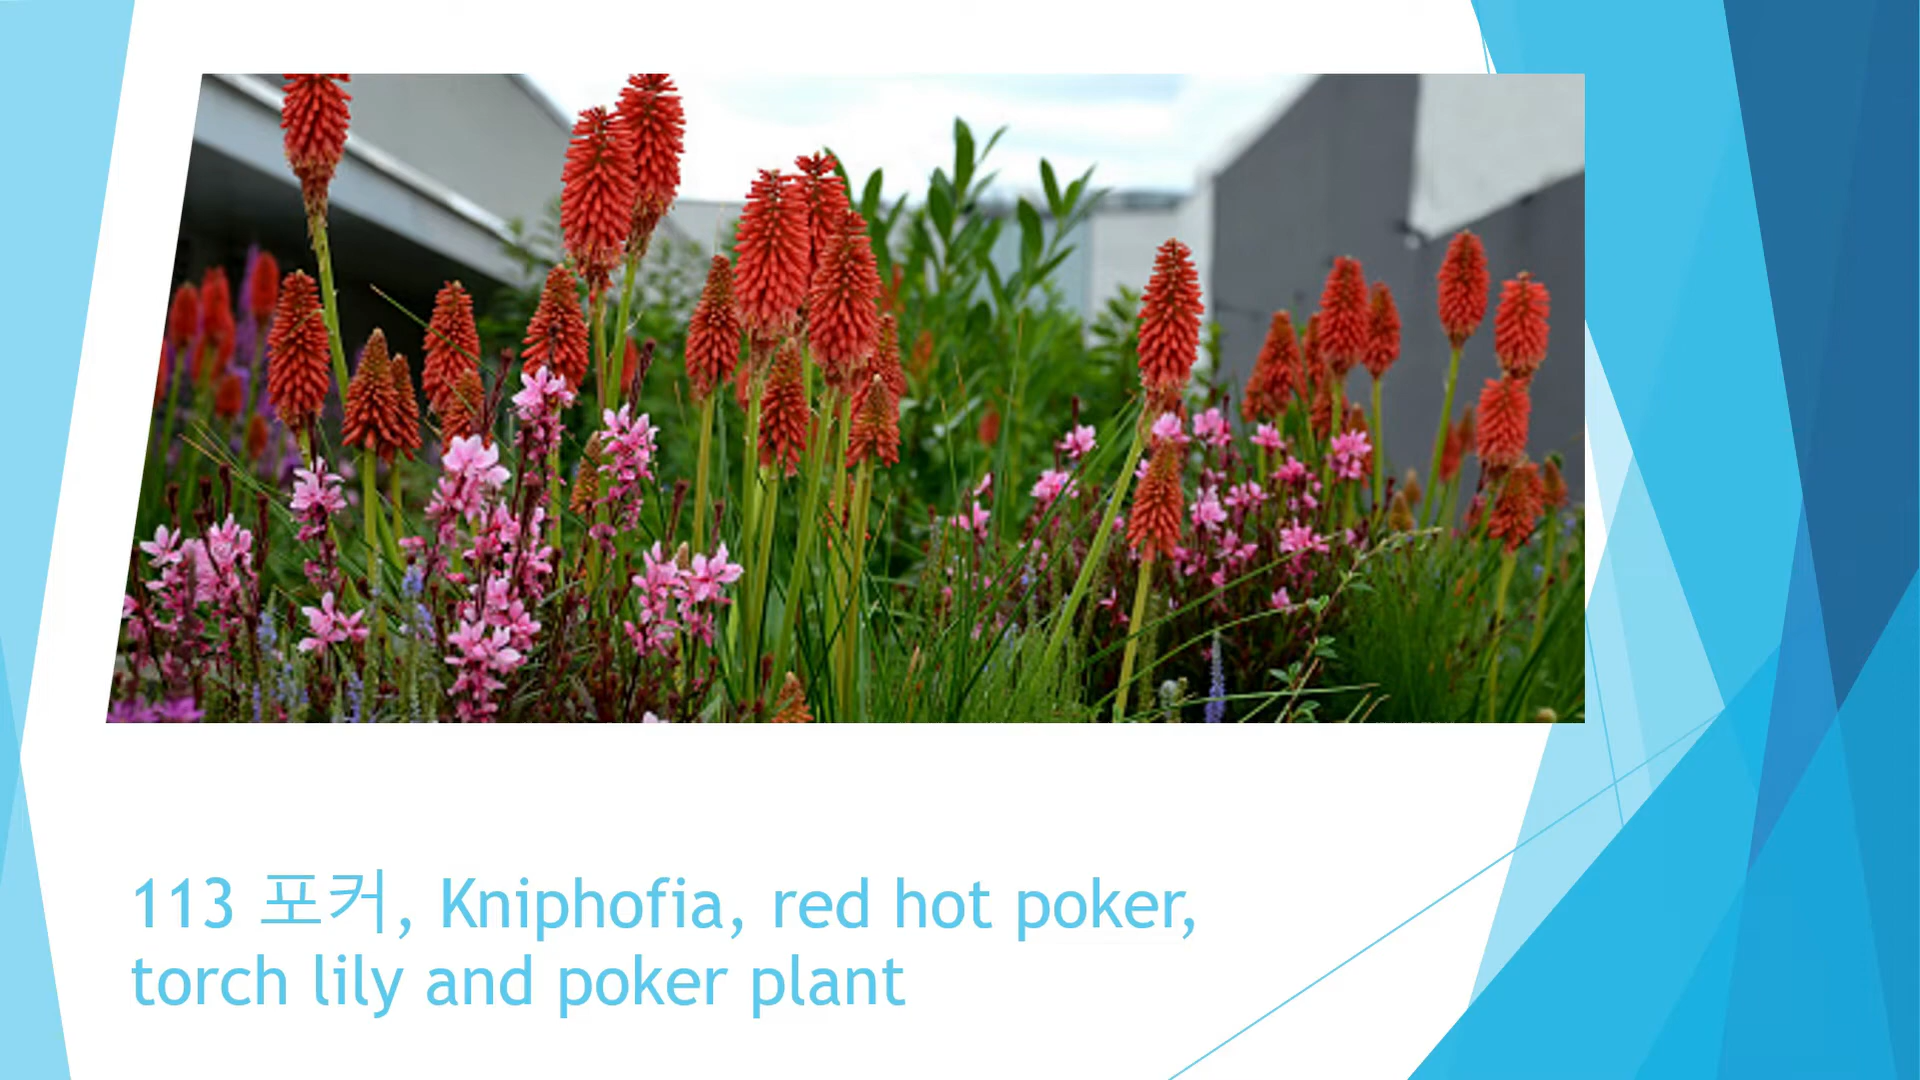 113 포커, Kniphofia, red hot poker,
torch lily and poker plant